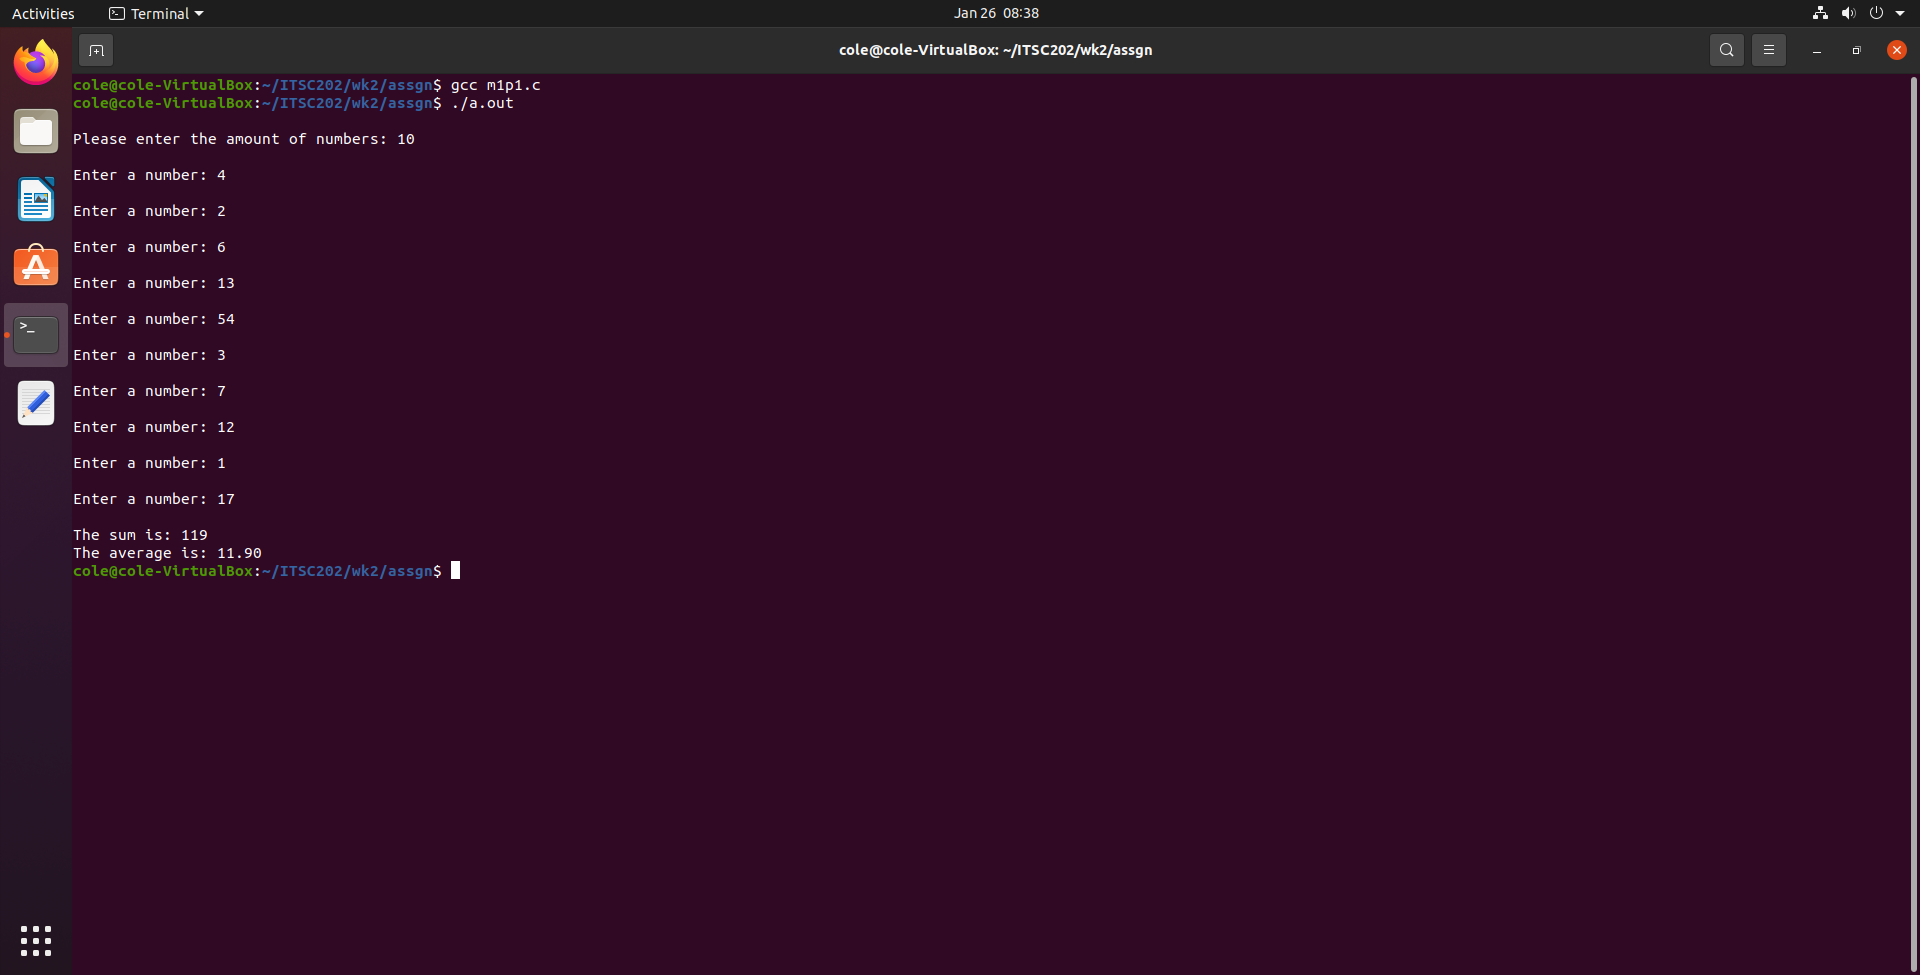 Activities
Terminal
Jan 26 08:38
cole@cole-VirtualBox: ~/ITSC202/wk2/assgn
cole@cole-VirtualBox:~/ITSC202/wk2/assgn$ gcc m1p1.c
cole@cole-VirtualBox:~/ITSC202/wk2/assgn$ ./a.out
Please enter the amount of numbers: 10
Enter a number: 4
Enter a number: 2
Enter a number: 6
Enter a number: 13
Enter a number: 54
Enter a number: 3
Enter a number: 7
Enter a number: 12
Enter a number: 1
Enter a number: 17
The sum is: 119
The average is: 11.90
cole@cole-VirtualBox:~/ITSC202/wk2/assgn$